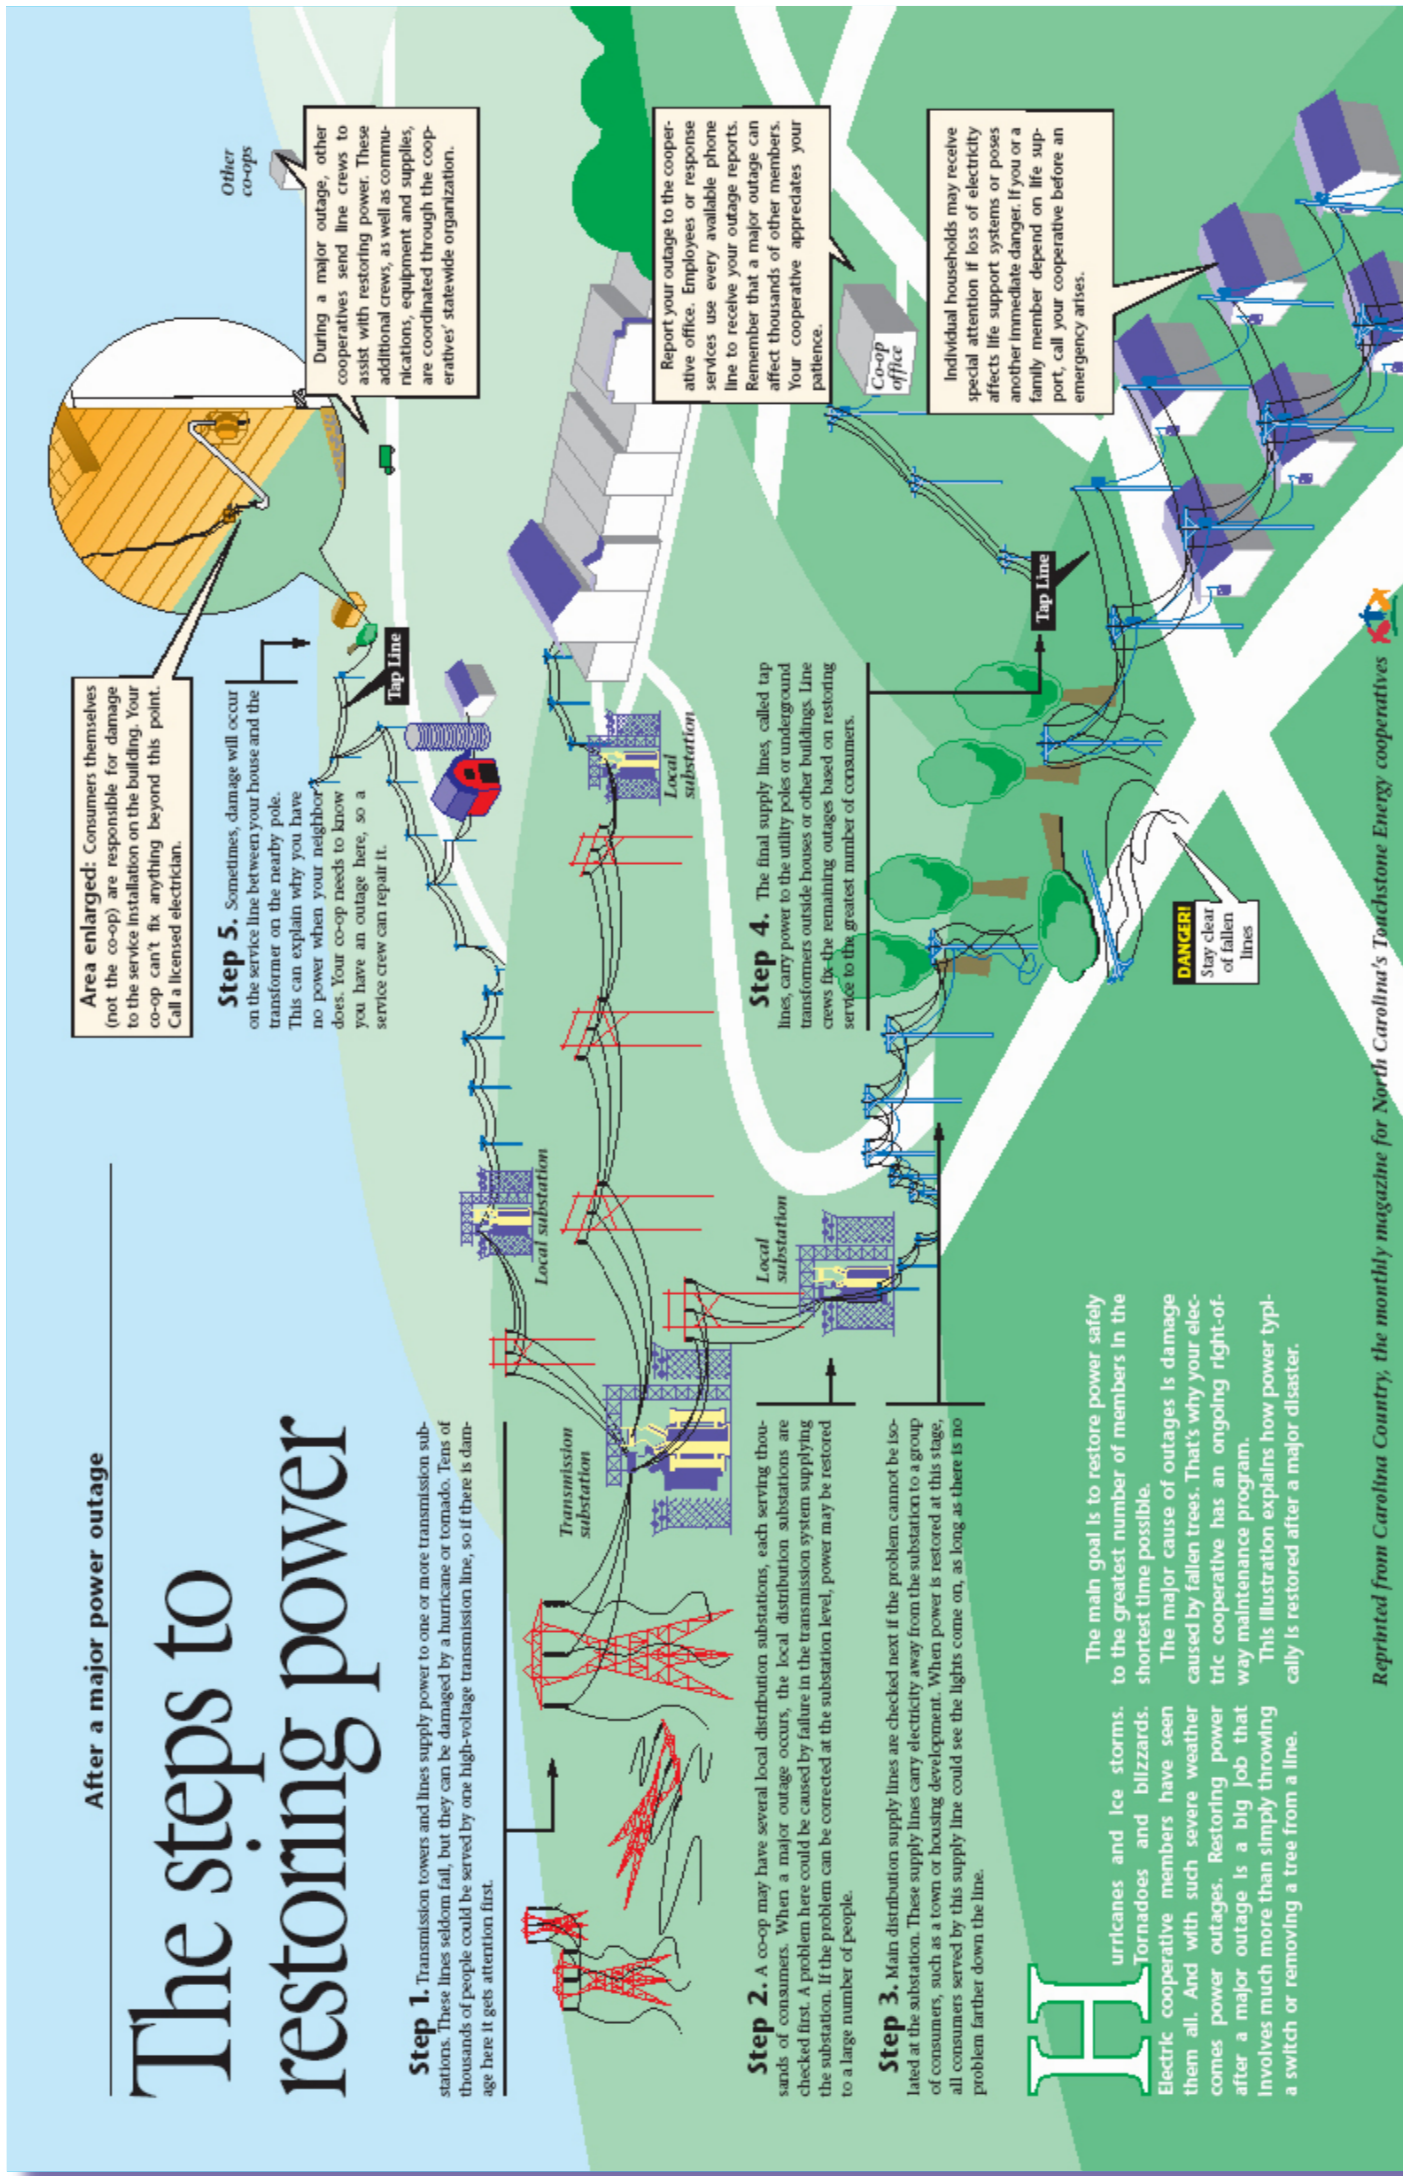 After a major power outage
The steps to
restoring power
Step 1. Transmission towers and lines supply power to one or more transmission sub-
stations. These lines seldom fail, but they can be damaged by a hurricane or tornado. Tens of
thousands of people could be served by one high-voltage transmission line, so if there is dam-
age here it gets attention first.
Transmission
substation
Step 2. A co-op may have several local distribution substations, each serving thou-
sands of consumers. When a major outage occurs, the local distribution substations are
checked first. A problem here could be caused by failure in the transmission system supplying
the substation. If the problem can be corrected at the substation level, power may be restored
to a large number of people.
Step 3. Main distribution supply lines are checked next if the problem cannot be iso-
lated at the substation. These supply lines carry electricity away from the substation to a group
of consumers, such as a town or housing development. When power is restored at this stage,
all consumers served by this supply line could see the lights come on, as long as there is no
problem farther down the line.
Hurricanes and ice storms.
Tornadoes and blizzards.
Electric cooperative members have seen
them all. And with such severe weather
comes power outages. Restoring power
after a major outage is a big job that
involves much more than simply throwing
a switch or removing a tree from a line.
The main goal is to restore power safely
to the greatest number of members in the
shortest time possible.
The major cause of outages is damage
caused by fallen trees. That's why your elec-
tric cooperative has an ongoing right-of-
way maintenance program.
This illustration explains how power typi-
cally is restored after a major disaster.
Local substation
Local
substation
Local
substation
Area enlarged: Consumers themselves
(not the co-op) are responsible for damage
to the service installation on the building. Your
co-op can't fix anything beyond this point.
Call a licensed electrician.
Step 5. Sometimes, damage will occur
on the service line between your house and the
transformer on the nearby pole.
This can explain why you have
no power when your neighbor
does. Your co-op needs to know
you have an outage here, so a
service crew can repair it.
Tap Line
Step 4. The final supply lines, called tap
lines, carry power to the utility poles or underground
transformers outside houses or other buildings. Line
crews fix the remaining outages based on restoring
service to the greatest number of consumers.
Tap Line
DANGER!
Stay clear
of fallen
lines
Other
co-ops
During a major outage, other
cooperatives send line crews to
assist with restoring power. These
additional crews, as well as commu-
nications, equipment and supplies,
are coordinated through the coop-
eratives' statewide organization.
Report your outage to the cooper-
ative office. Employees or response
services use every available phone
line to receive your outage reports.
Remember that a major outage can
affect thousands of other members.
Your cooperative appreciates your
patience.
Co-op
office
Individual households may receive
special attention if loss of electricity
affects life support systems or poses
another immediate danger. If you or a
family member depend on life sup-
port, call your cooperative before an
emergency arises.
Reprinted from Carolina Country, the monthly magazine for North Carolina's Touchstone Energy cooperatives